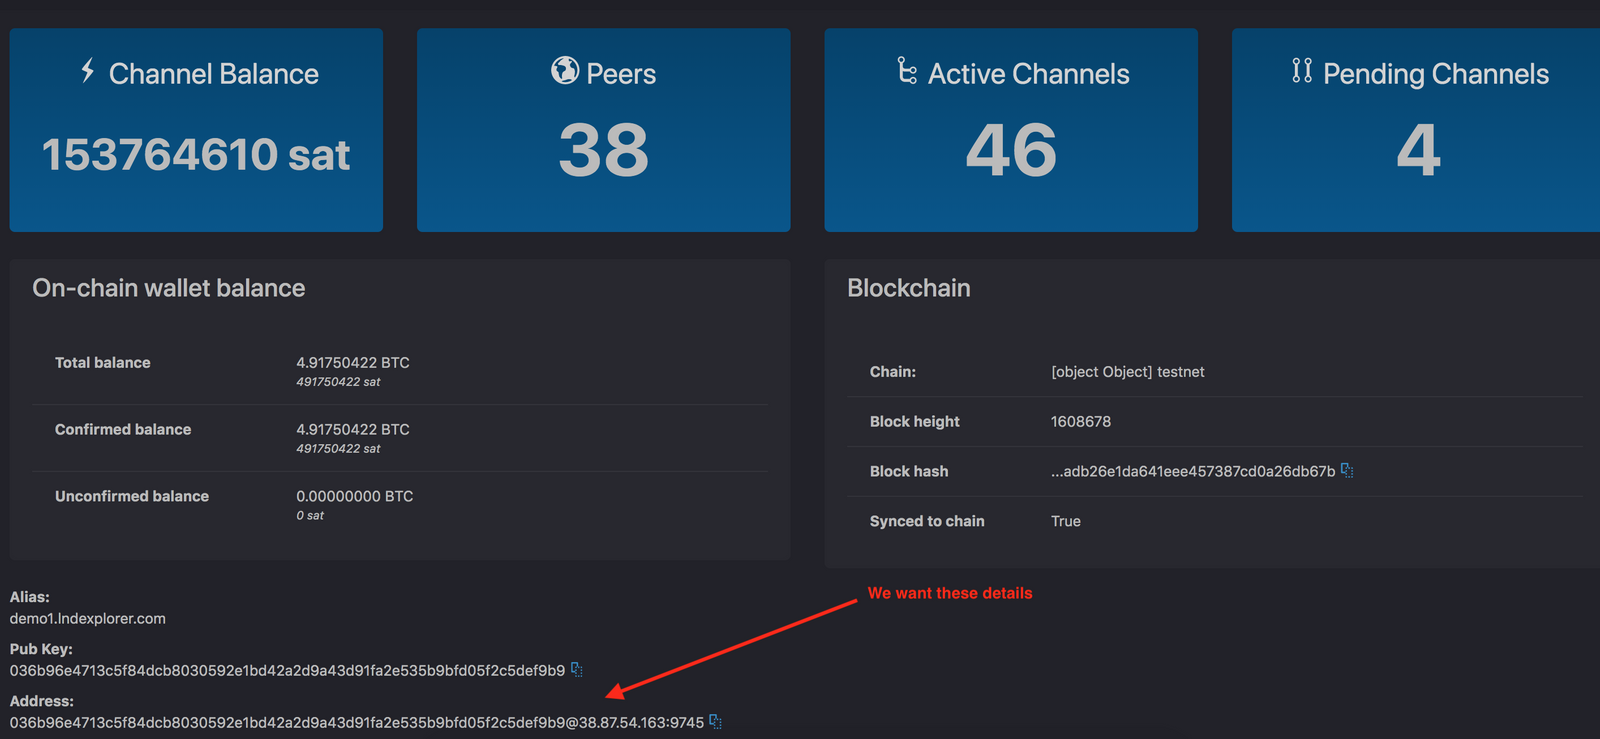 Channel Balance
153764610 sat
Peers
38
Active Channels
46
Pending Channels
4
On-chain wallet balance
Total balance 4.91750422 BTC
491750422 sat
Confirmed balance 4.91750422 BTC
491750422 sat
Unconfirmed balance 0.00000000 BTC
0 sat
Blockchain
Chain: [object Object] testnet
Block height 1608678
Block hash ...adb26e1da641eee457387cd0a26db67b
Synced to chain True
We want these details
Alias:
demo1.lndexplorer.com
Pub Key:
036b96e4713c5f84dcb8030592e1bd42a2d9a43d91fa2e535b9bfd05f2c5def9b9
Address:
036b96e4713c5f84dcb8030592e1bd42a2d9a43d91fa2e535b9bfd05f2c5def9b9@38.87.54.163:9745